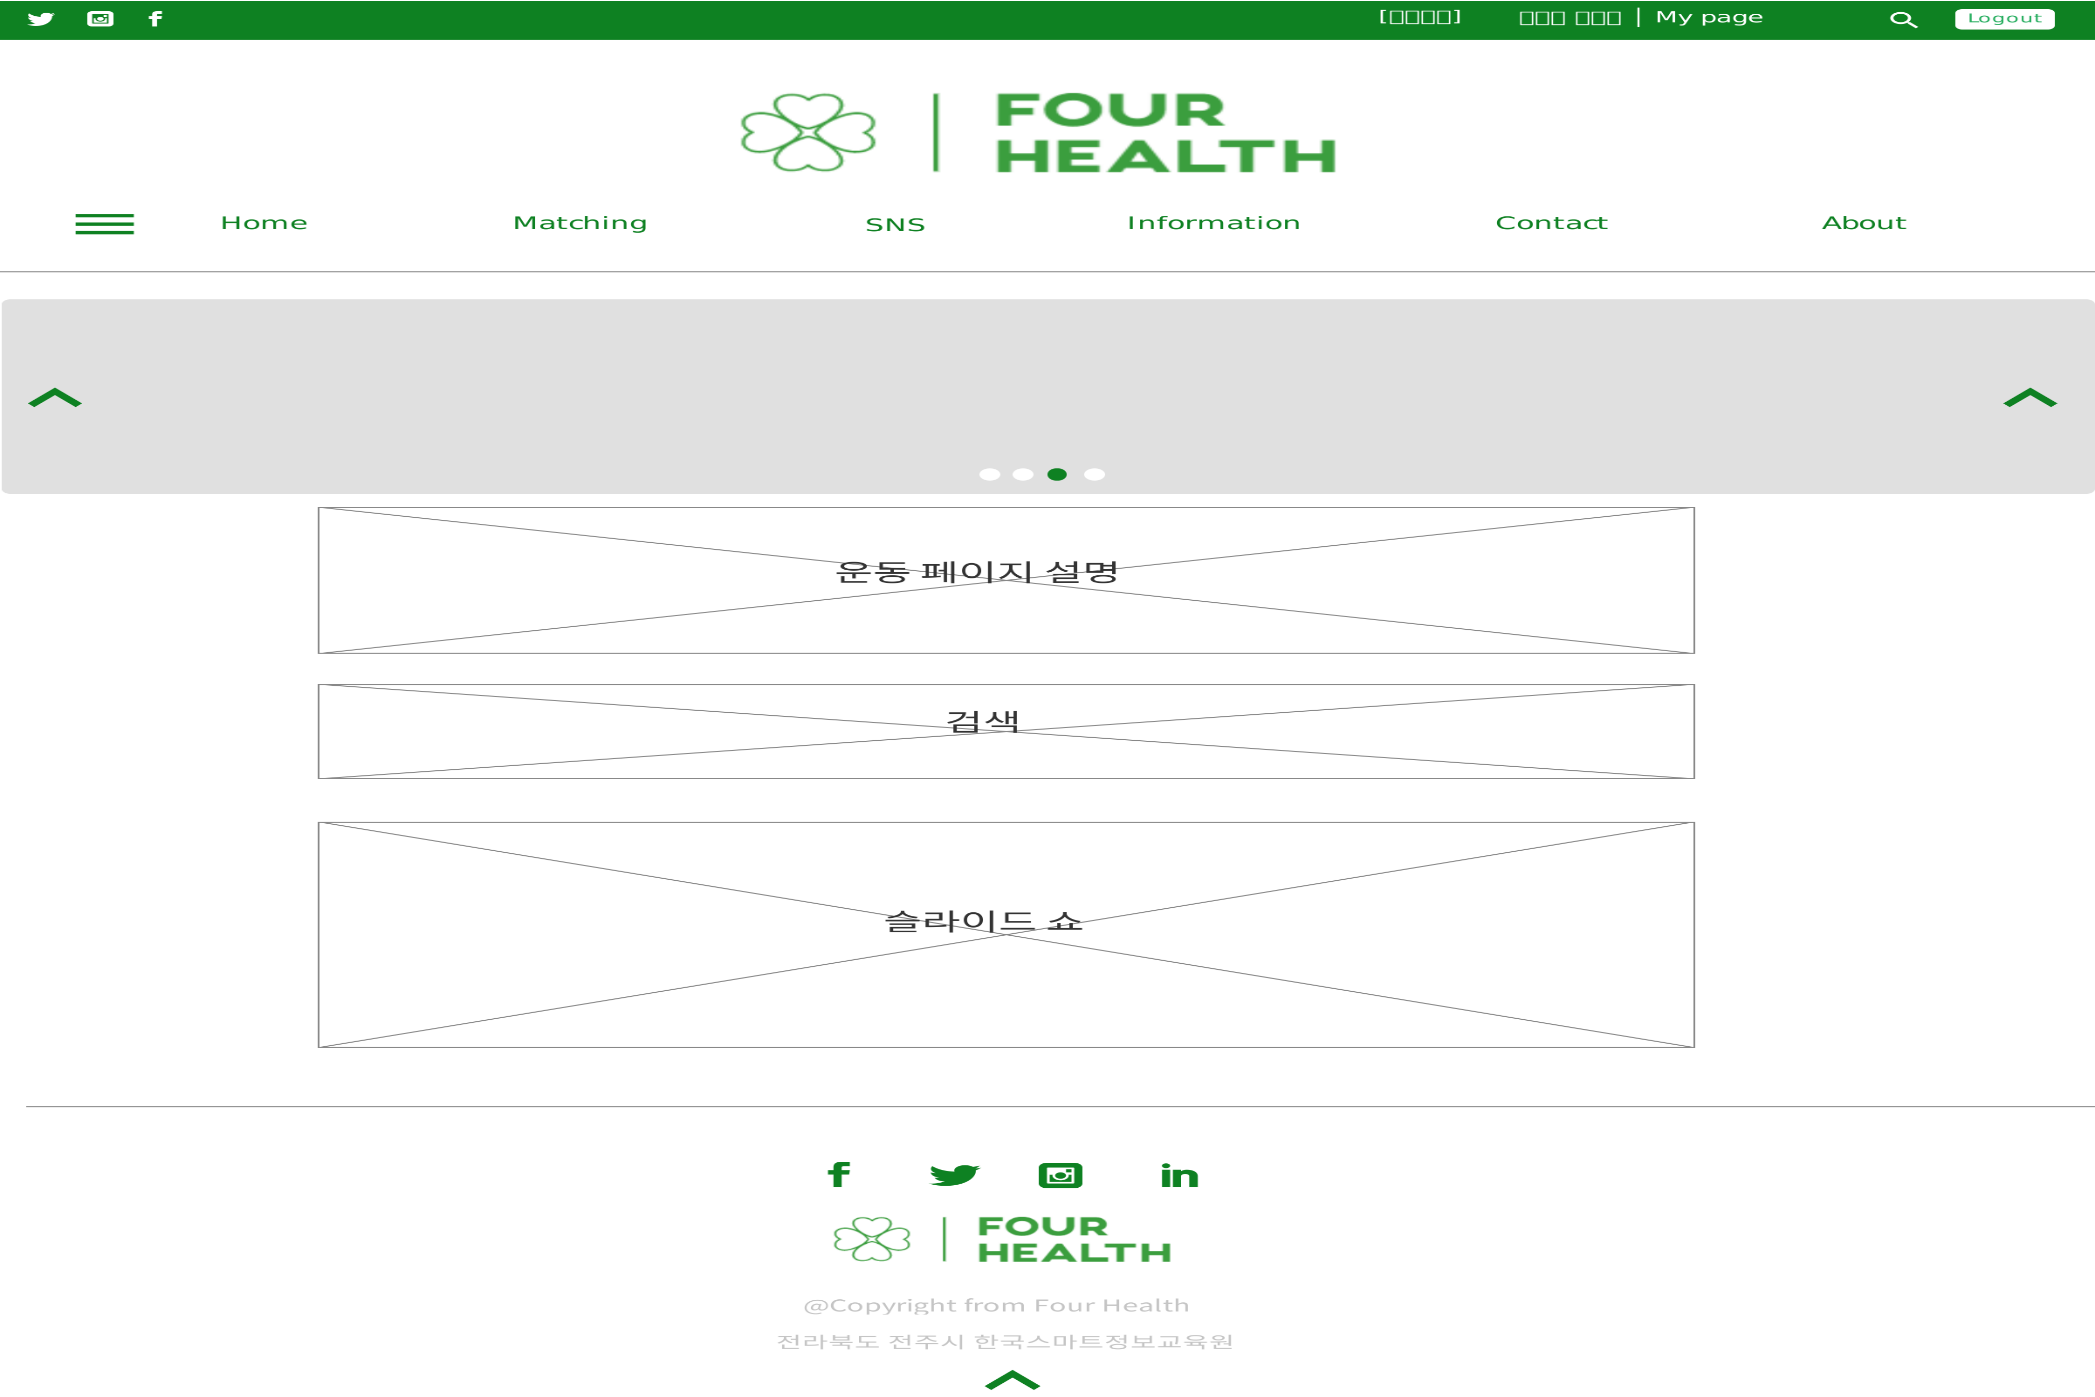 My page
Logout
FOUR
HEALTH
Home Matching SNS Information Contact About
운동 페이지 설명
검색
슬라이드 쇼
FOUR
HEALTH
@Copyright from Four Health
전라북도 전주시 한국스마트정보교육원